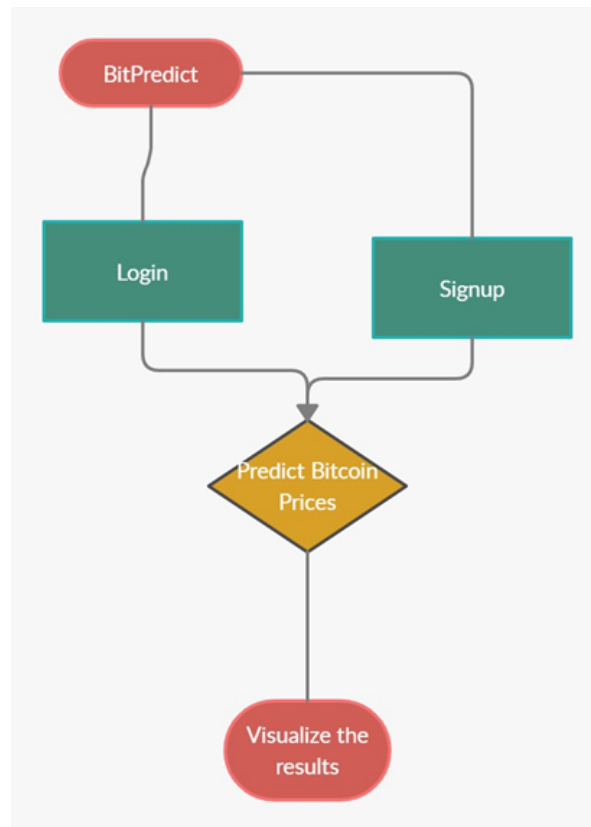 BitPredict
Login
Signup
Predict Bitcoin
Prices
Visualize the
results